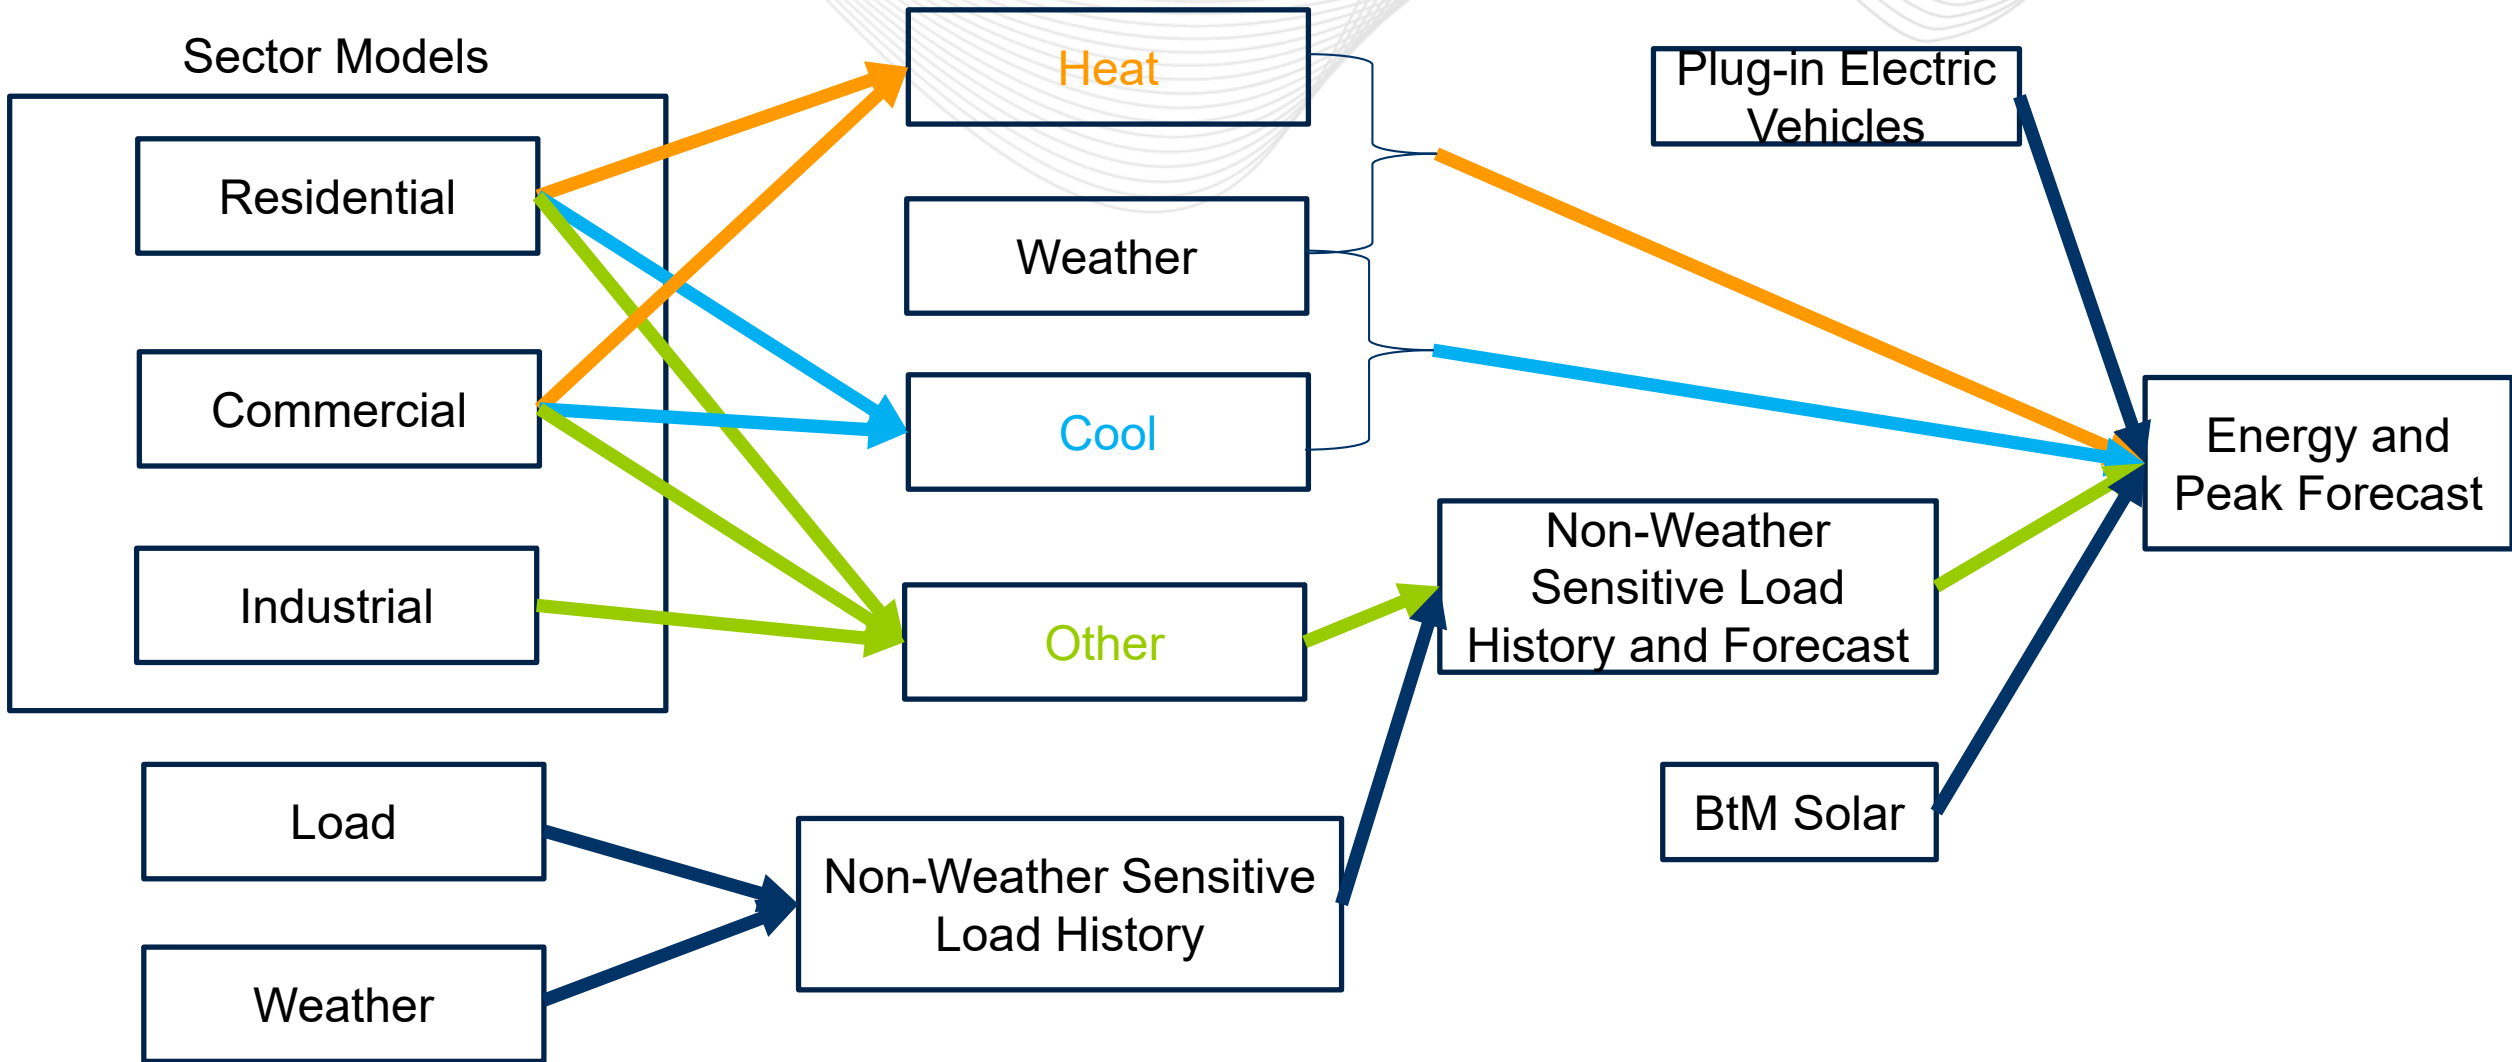 Sector Models
Residential
Commercial
Industrial
Load
Weather
Heat
Weather
Cool
Other
Non-Weather Sensitive
Load History
Plug-in Electric
Vehicles
Non-Weather
Sensitive Load
History and Forecast
BtM Solar
Energy and
Peak Forecast